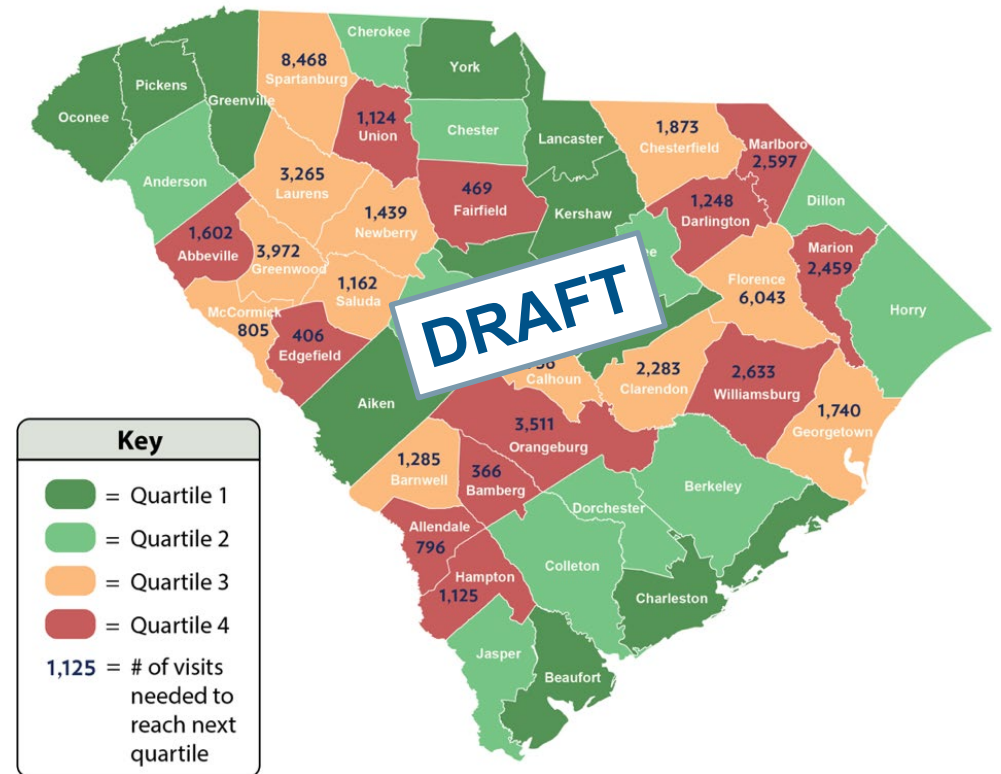 Cherokee
8,468
Spartanburg
York
Pickens
Greenville
Oconee
1,124
Union
Chester
Lancaster
1,873
Chesterfield
Marlboro
2,597
Anderson
3,265
Laurens
469
Fairfield
Kershaw
1,248
Darlington
Dillon
1,439
Newberry
1,602
Abbeville
3,972
Greenwood
Marion
2,459
1,162
Saluda
Florence
6,043
Horry
McCormick
805
406
Edgefield
DRAFT
Calhoun
2,283
Clarendon
2,633
Williamsburg
Aiken
1,740
Georgetown
3,511
Orangeburg
1,285
Barnwell
366
Bamberg
Berkeley
Dorchester
Allendale
796
Colleton
Hampton
1,125
Charleston
Jasper
Beaufort
Key
= Quartile 1
= Quartile 2
= Quartile 3
= Quartile 4
1,125 = # of visits
needed to
reach next
quartile